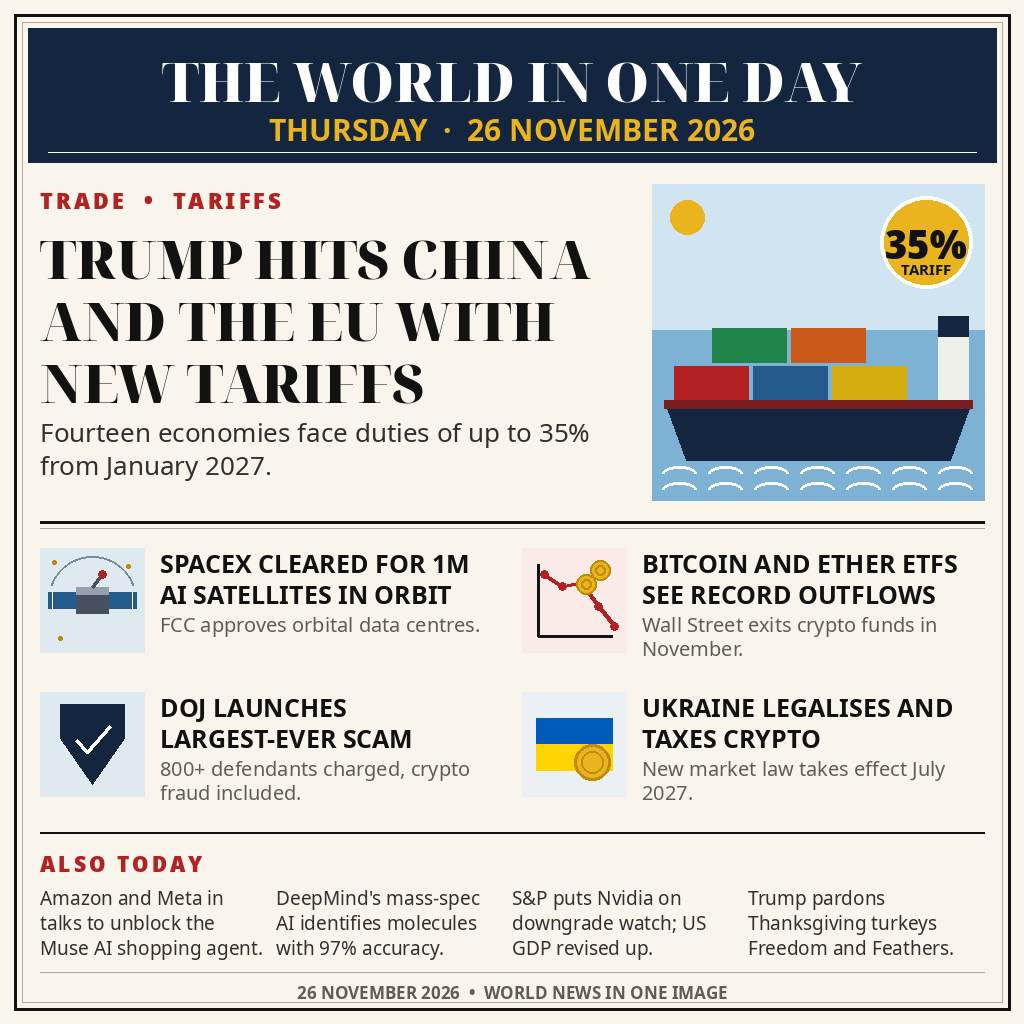 THE WORLD IN ONE DAY
THURSDAY · 26 NOVEMBER 2026
TRADE • TARIFFS
TRUMP HITS CHINA
AND THE EU WITH
NEW TARIFFS
Fourteen economies face duties of up to 35%
from January 2027.
35%
TARIFF
SPACEX CLEARED FOR 1M
AI SATELLITES IN ORBIT
FCC approves orbital data centres.
BITCOIN AND ETHER ETFS
SEE RECORD OUTFLOWS
Wall Street exits crypto funds in
November.
DOJ LAUNCHES
LARGEST-EVER SCAM
800+ defendants charged, crypto
fraud included.
UKRAINE LEGALISES AND
TAXES CRYPTO
New market law takes effect July
2027.
ALSO TODAY
Amazon and Meta in
talks to unblock the
Muse AI shopping agent.
DeepMind's mass-spec
AI identifies molecules
with 97% accuracy.
S&P puts Nvidia on
downgrade watch; US
GDP revised up.
Trump pardons
Thanksgiving turkeys
Freedom and Feathers.
26 NOVEMBER 2026 • WORLD NEWS IN ONE IMAGE